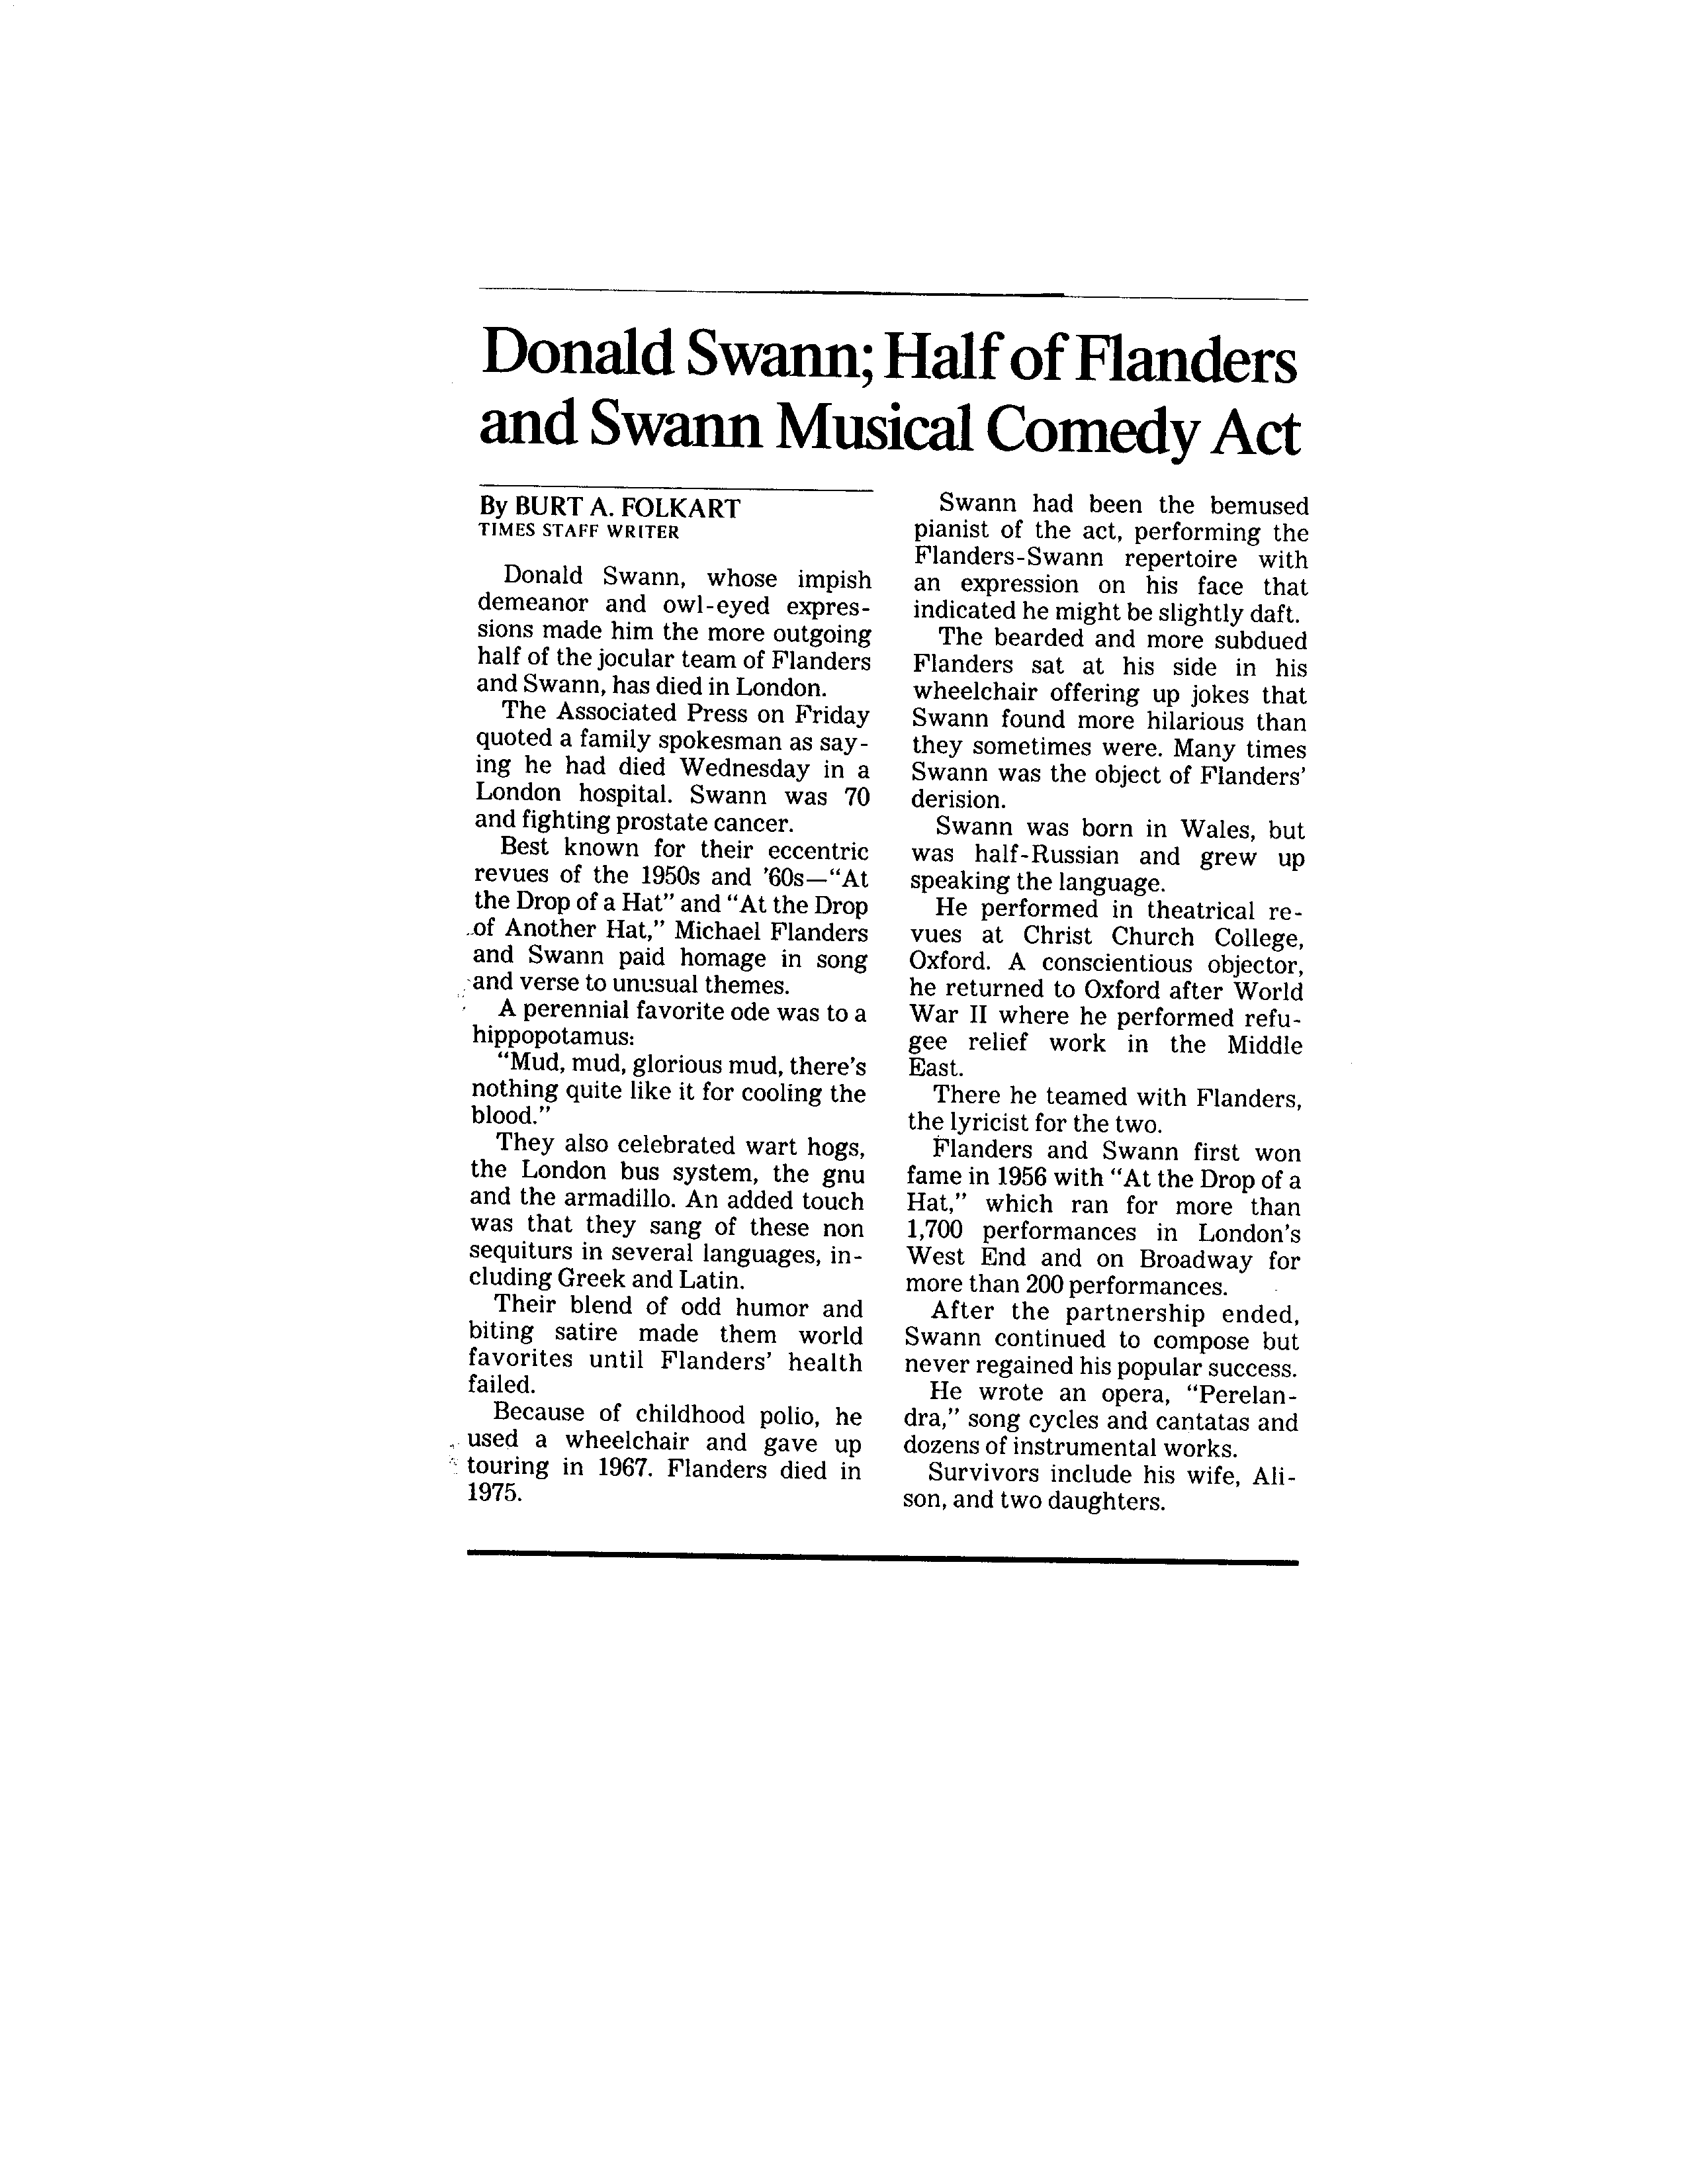 Donald Swann; Half of Flanders
and Swann Musical Comedy Act
By BURT A. FOLKART
TIMES STAFF WRITER
Donald Swann, whose impish
demeanor and owl-eyed expres-
sions made him the more outgoing
half of the jocular team of Flanders
and Swann, has died in London.
The Associated Press on Friday
quoted a family spokesman as say-
ing he had died Wednesday in a
London hospital. Swann was 70
and fighting prostate cancer.
Best known for their eccentric
revues of the 1950s and '60s—“At
the Drop of a Hat” and “At the Drop
of Another Hat,” Michael Flanders
and Swann paid homage in song
and verse to unusual themes.
A perennial favorite ode was to a
hippopotamus:
“Mud, mud, glorious mud, there's
nothing quite like it for cooling the
blood.”
They also celebrated wart hogs,
the London bus system, the gnu
and the armadillo. An added touch
was that they sang of these non
sequiturs in several languages, in-
cluding Greek and Latin.
Their blend of odd humor and
biting satire made them world
favorites until Flanders' health
failed.
Because of childhood polio, he
used a wheelchair and gave up
touring in 1967. Flanders died in
1975.
Swann had been the bemused
pianist of the act, performing the
Flanders-Swann repertoire with
an expression on his face that
indicated he might be slightly daft.
The bearded and more subdued
Flanders sat at his side in his
wheelchair offering up jokes that
Swann found more hilarious than
they sometimes were. Many times
Swann was the object of Flanders'
derision.
Swann was born in Wales, but
was half-Russian and grew up
speaking the language.
He performed in theatrical re-
vues at Christ Church College,
Oxford. A conscientious objector,
he returned to Oxford after World
War II where he performed refu-
gee relief work in the Middle
East.
There he teamed with Flanders,
the lyricist for the two.
Flanders and Swann first won
fame in 1956 with “At the Drop of a
Hat,” which ran for more than
1,700 performances in London's
West End and on Broadway for
more than 200 performances.
After the partnership ended,
Swann continued to compose but
never regained his popular success.
He wrote an opera, “Perelan-
dra,” song cycles and cantatas and
dozens of instrumental works.
Survivors include his wife, Ali-
son, and two daughters.